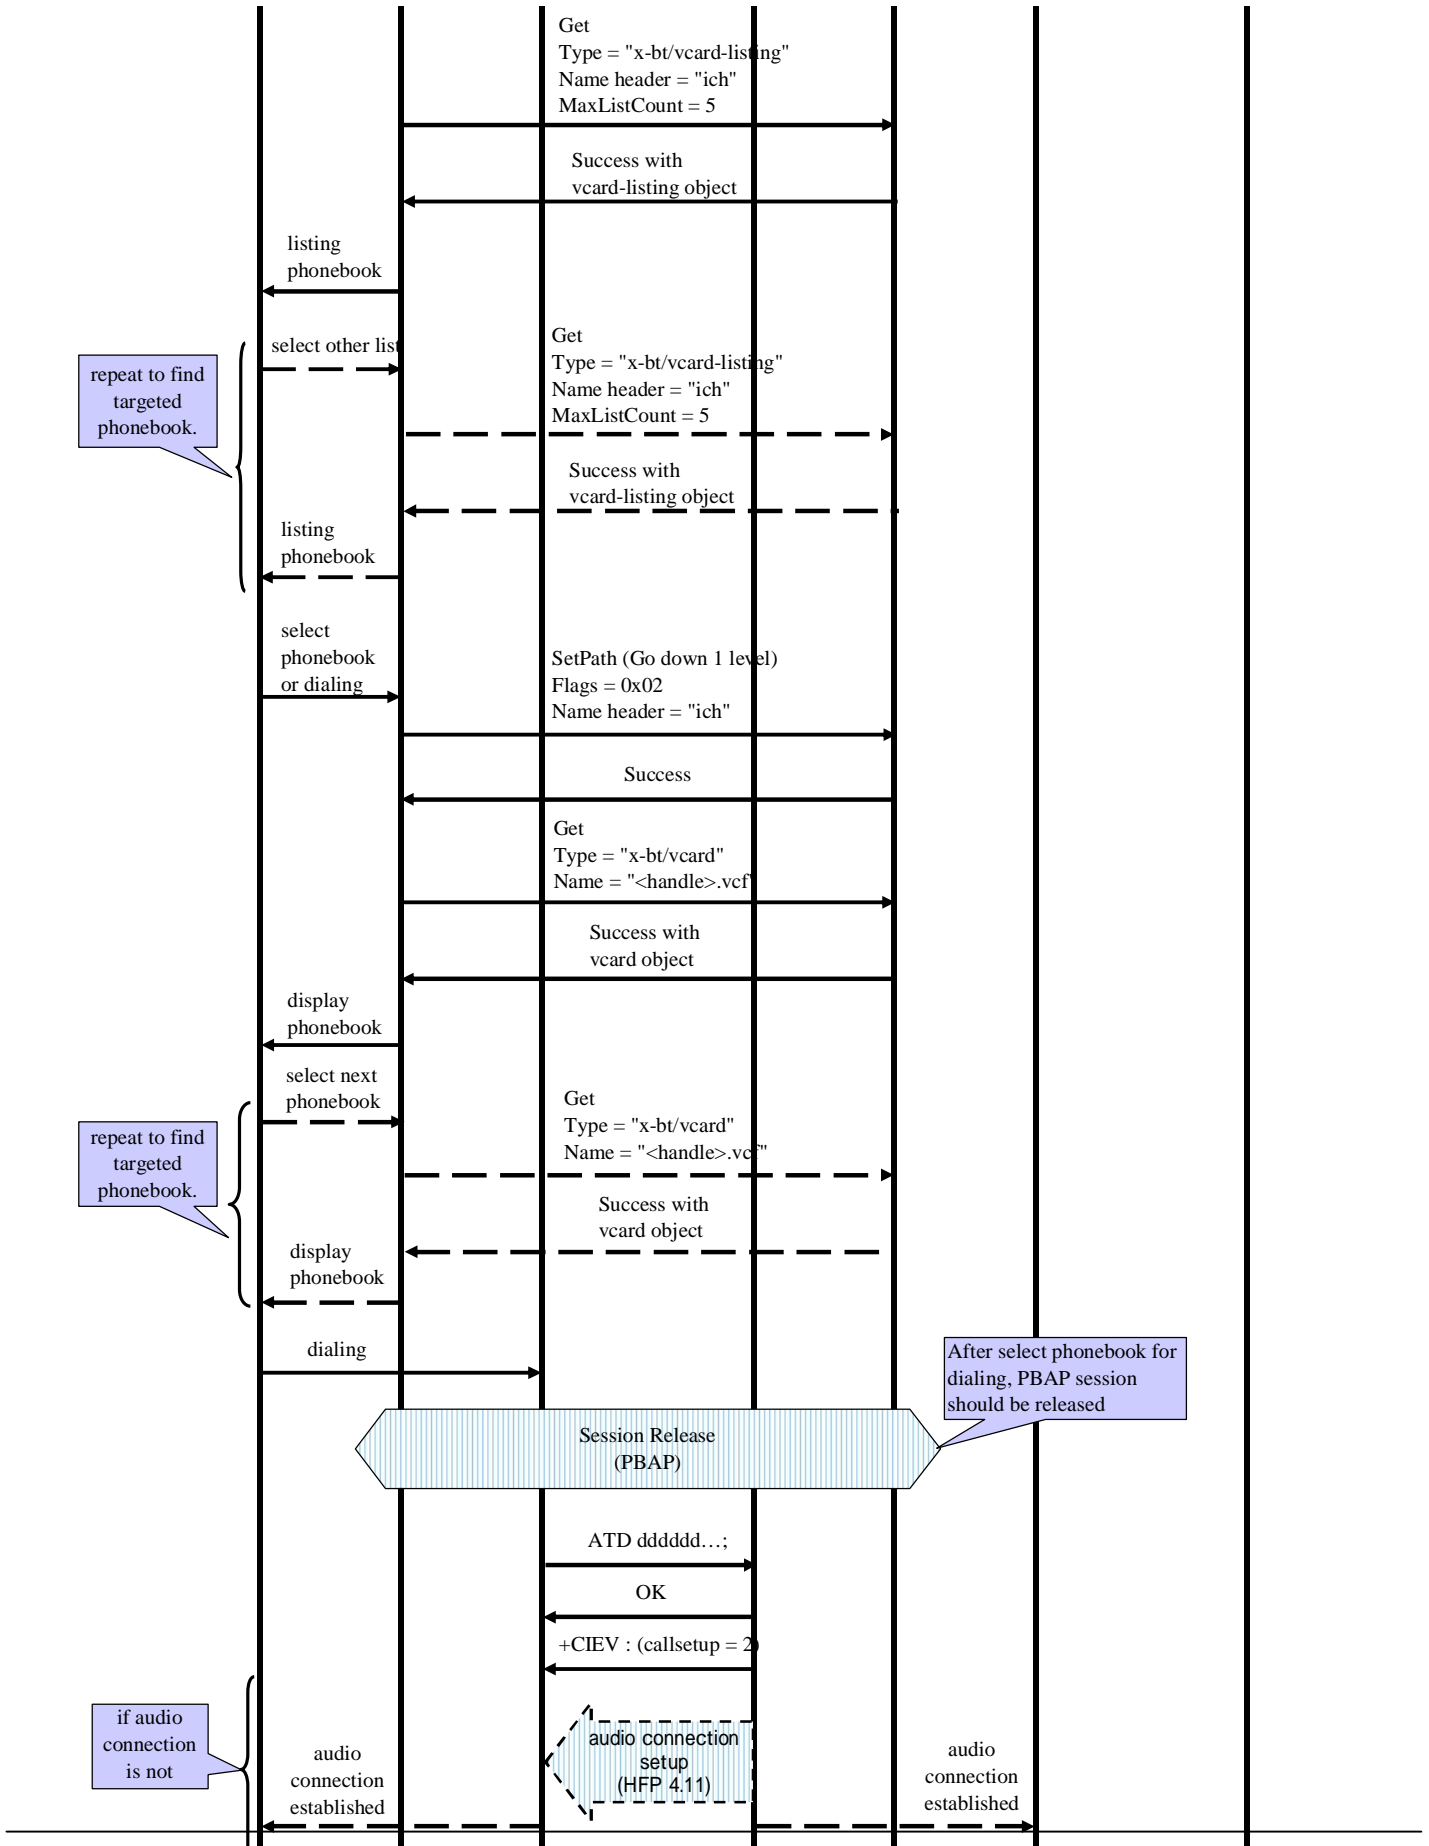 Get
Type = "x-bt/vcard-listing"
Name header = "ich"
MaxListCount = 5
Success with
vcard-listing object
listing
phonebook
select other list
Get
Type = "x-bt/vcard-listing"
Name header = "ich"
MaxListCount = 5
repeat to find
targeted
phonebook.
Success with
vcard-listing object
listing
phonebook
select
phonebook
or dialing
SetPath (Go down 1 level)
Flags = 0x02
Name header = "ich"
Success
Get
Type = "x-bt/vcard"
Name = "<handle>.vcf"
Success with
vcard object
display
phonebook
select next
phonebook
Get
Type = "x-bt/vcard"
Name = "<handle>.vcf"
repeat to find
targeted
phonebook.
Success with
vcard object
display
phonebook
dialing
After select phonebook for
dialing, PBAP session
should be released
Session Release
(PBAP)
ATD dddddd…;
OK
+CIEV : (callsetup = 2)
if audio
connection
is not
audio connection
setup
(HFP 4.11)
audio
connection
established
audio
connection
established